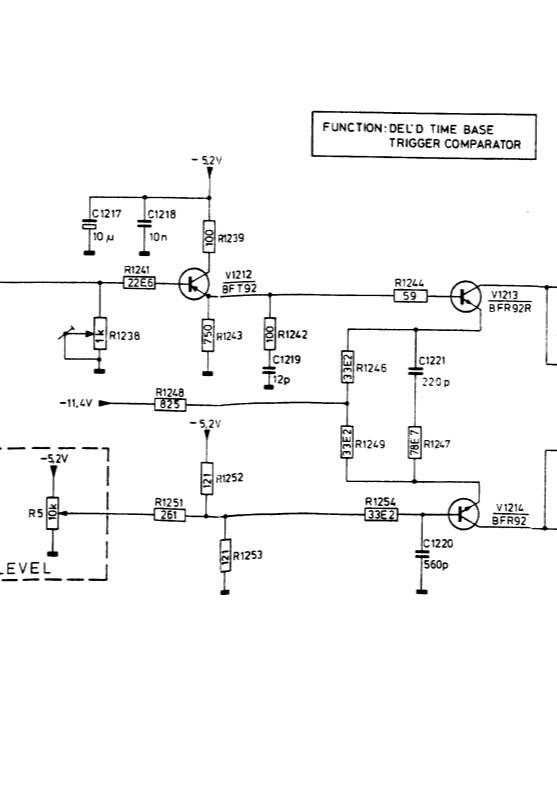 FUNCTION: DEL'D TIME BASE
TRIGGER COMPARATOR
-5,2V
C1217
10 µ
C1218
10n
100
R1239
R1241
22E6
V1212
BFT92
R1244
59
V1213
BFR92R
1k
R1238
750
R1243
100
R1242
C1219
12p
33E2
R1246
C1221
220p
-11,4V
R1248
825
-5,2V
33E2
R1249
78E7
R1247
-5,2V
121
R1252
R5
10k
R1251
261
R1254
33E2
V1214
BFR92
121
R1253
C1220
560p
LEVEL